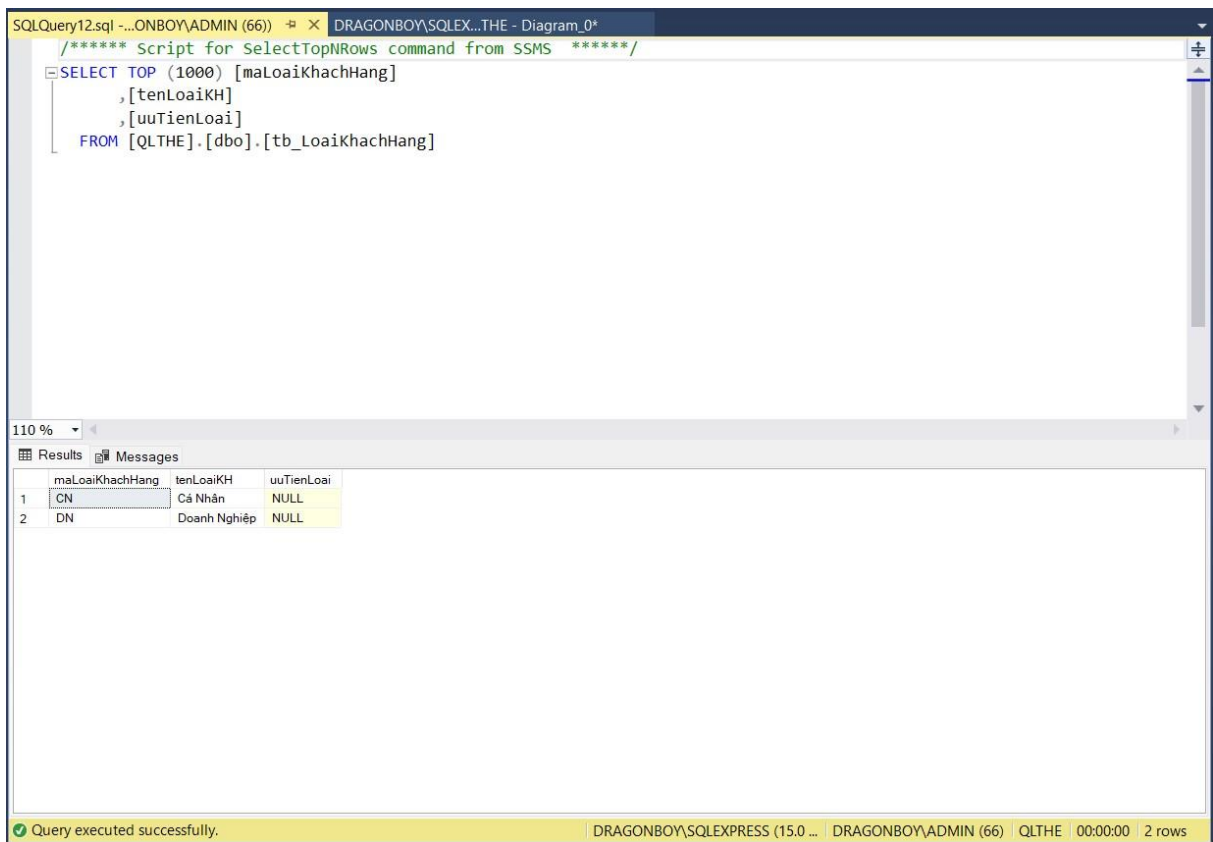 SQLQuery12.sql -...ONBOY\ADMIN (66)) DRAGONBOY\SQLEX...THE - Diagram_0*
/****** Script for SelectTopNRows command from SSMS ******/
SELECT TOP (1000) [maLoaiKhachHang]
,[tenLoaiKH]
,[uuTienLoai]
FROM [QLTHE].[dbo].[tb_LoaiKhachHang]
110 %
Results Messages
maLoaiKhachHang tenLoaiKH uuTienLoai
1 CN Cá Nhân NULL
2 DN Doanh Nghiệp NULL
Query executed successfully. DRAGONBOY\SQLEXPRESS (15.0 ... DRAGONBOY\ADMIN (66) QLTHE 00:00:00 2 rows